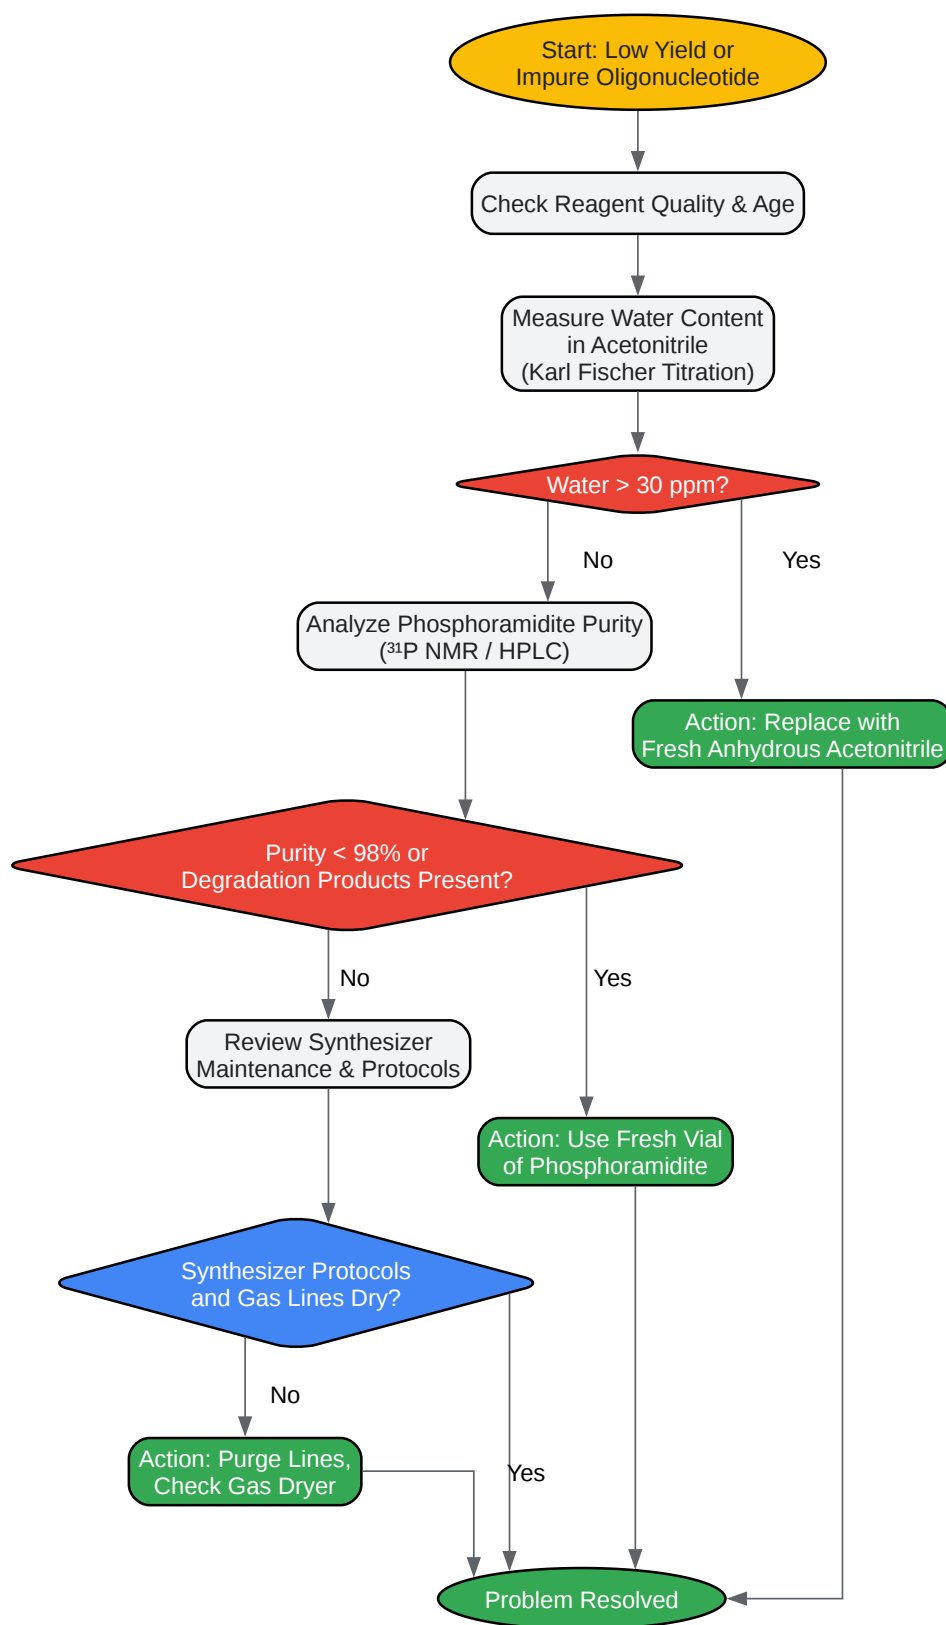 Start: Low Yield or
Impure Oligonucleotide
Check Reagent Quality & Age
Measure Water Content
in Acetonitrile
(Karl Fischer Titration)
Water > 30 ppm?
No
Yes
Analyze Phosphoramidite Purity
(³¹P NMR / HPLC)
Action: Replace with
Fresh Anhydrous Acetonitrile
Purity < 98% or
Degradation Products Present?
No
Yes
Review Synthesizer
Maintenance & Protocols
Action: Use Fresh Vial
of Phosphoramidite
Synthesizer Protocols
and Gas Lines Dry?
No
Yes
Action: Purge Lines,
Check Gas Dryer
Problem Resolved